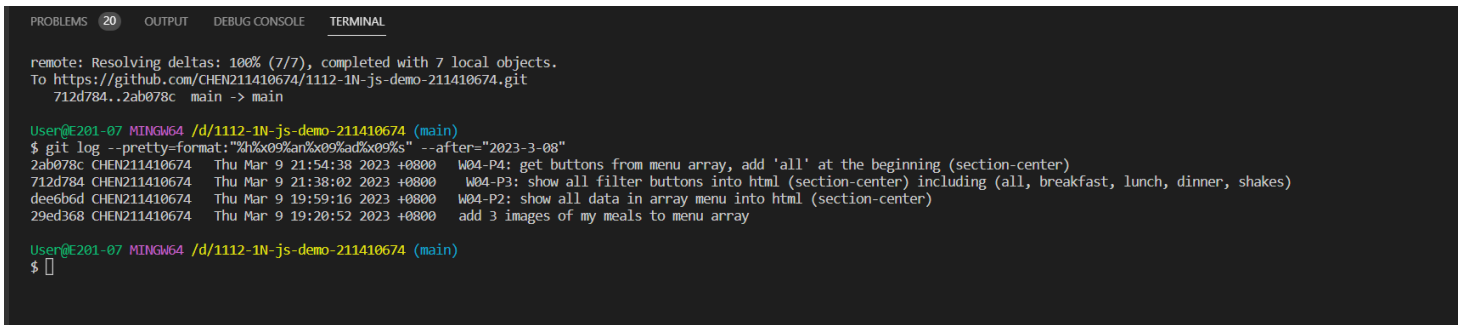 PROBLEMS 20 OUTPUT DEBUG CONSOLE TERMINAL
remote: Resolving deltas: 100% (7/7), completed with 7 local objects.
To https://github.com/CHEN211410674/1112-1N-js-demo-211410674.git
712d784..2ab078c main -> main
User@E201-07 MINGW64 /d/1112-1N-js-demo-211410674 (main)
$ git log --pretty=format:"%h%x09%an%x09%ad%x09%s" --after="2023-3-08"
2ab078c CHEN211410674 Thu Mar 9 21:54:38 2023 +0800 W04-P4: get buttons from menu array, add 'all' at the beginning (section-center)
712d784 CHEN211410674 Thu Mar 9 21:38:02 2023 +0800 W04-P3: show all filter buttons into html (section-center) including (all, breakfast, lunch, dinner, shakes)
dee6b6d CHEN211410674 Thu Mar 9 19:59:16 2023 +0800 W04-P2: show all data in array menu into html (section-center)
29ed368 CHEN211410674 Thu Mar 9 19:20:52 2023 +0800 add 3 images of my meals to menu array
User@E201-07 MINGW64 /d/1112-1N-js-demo-211410674 (main)
$